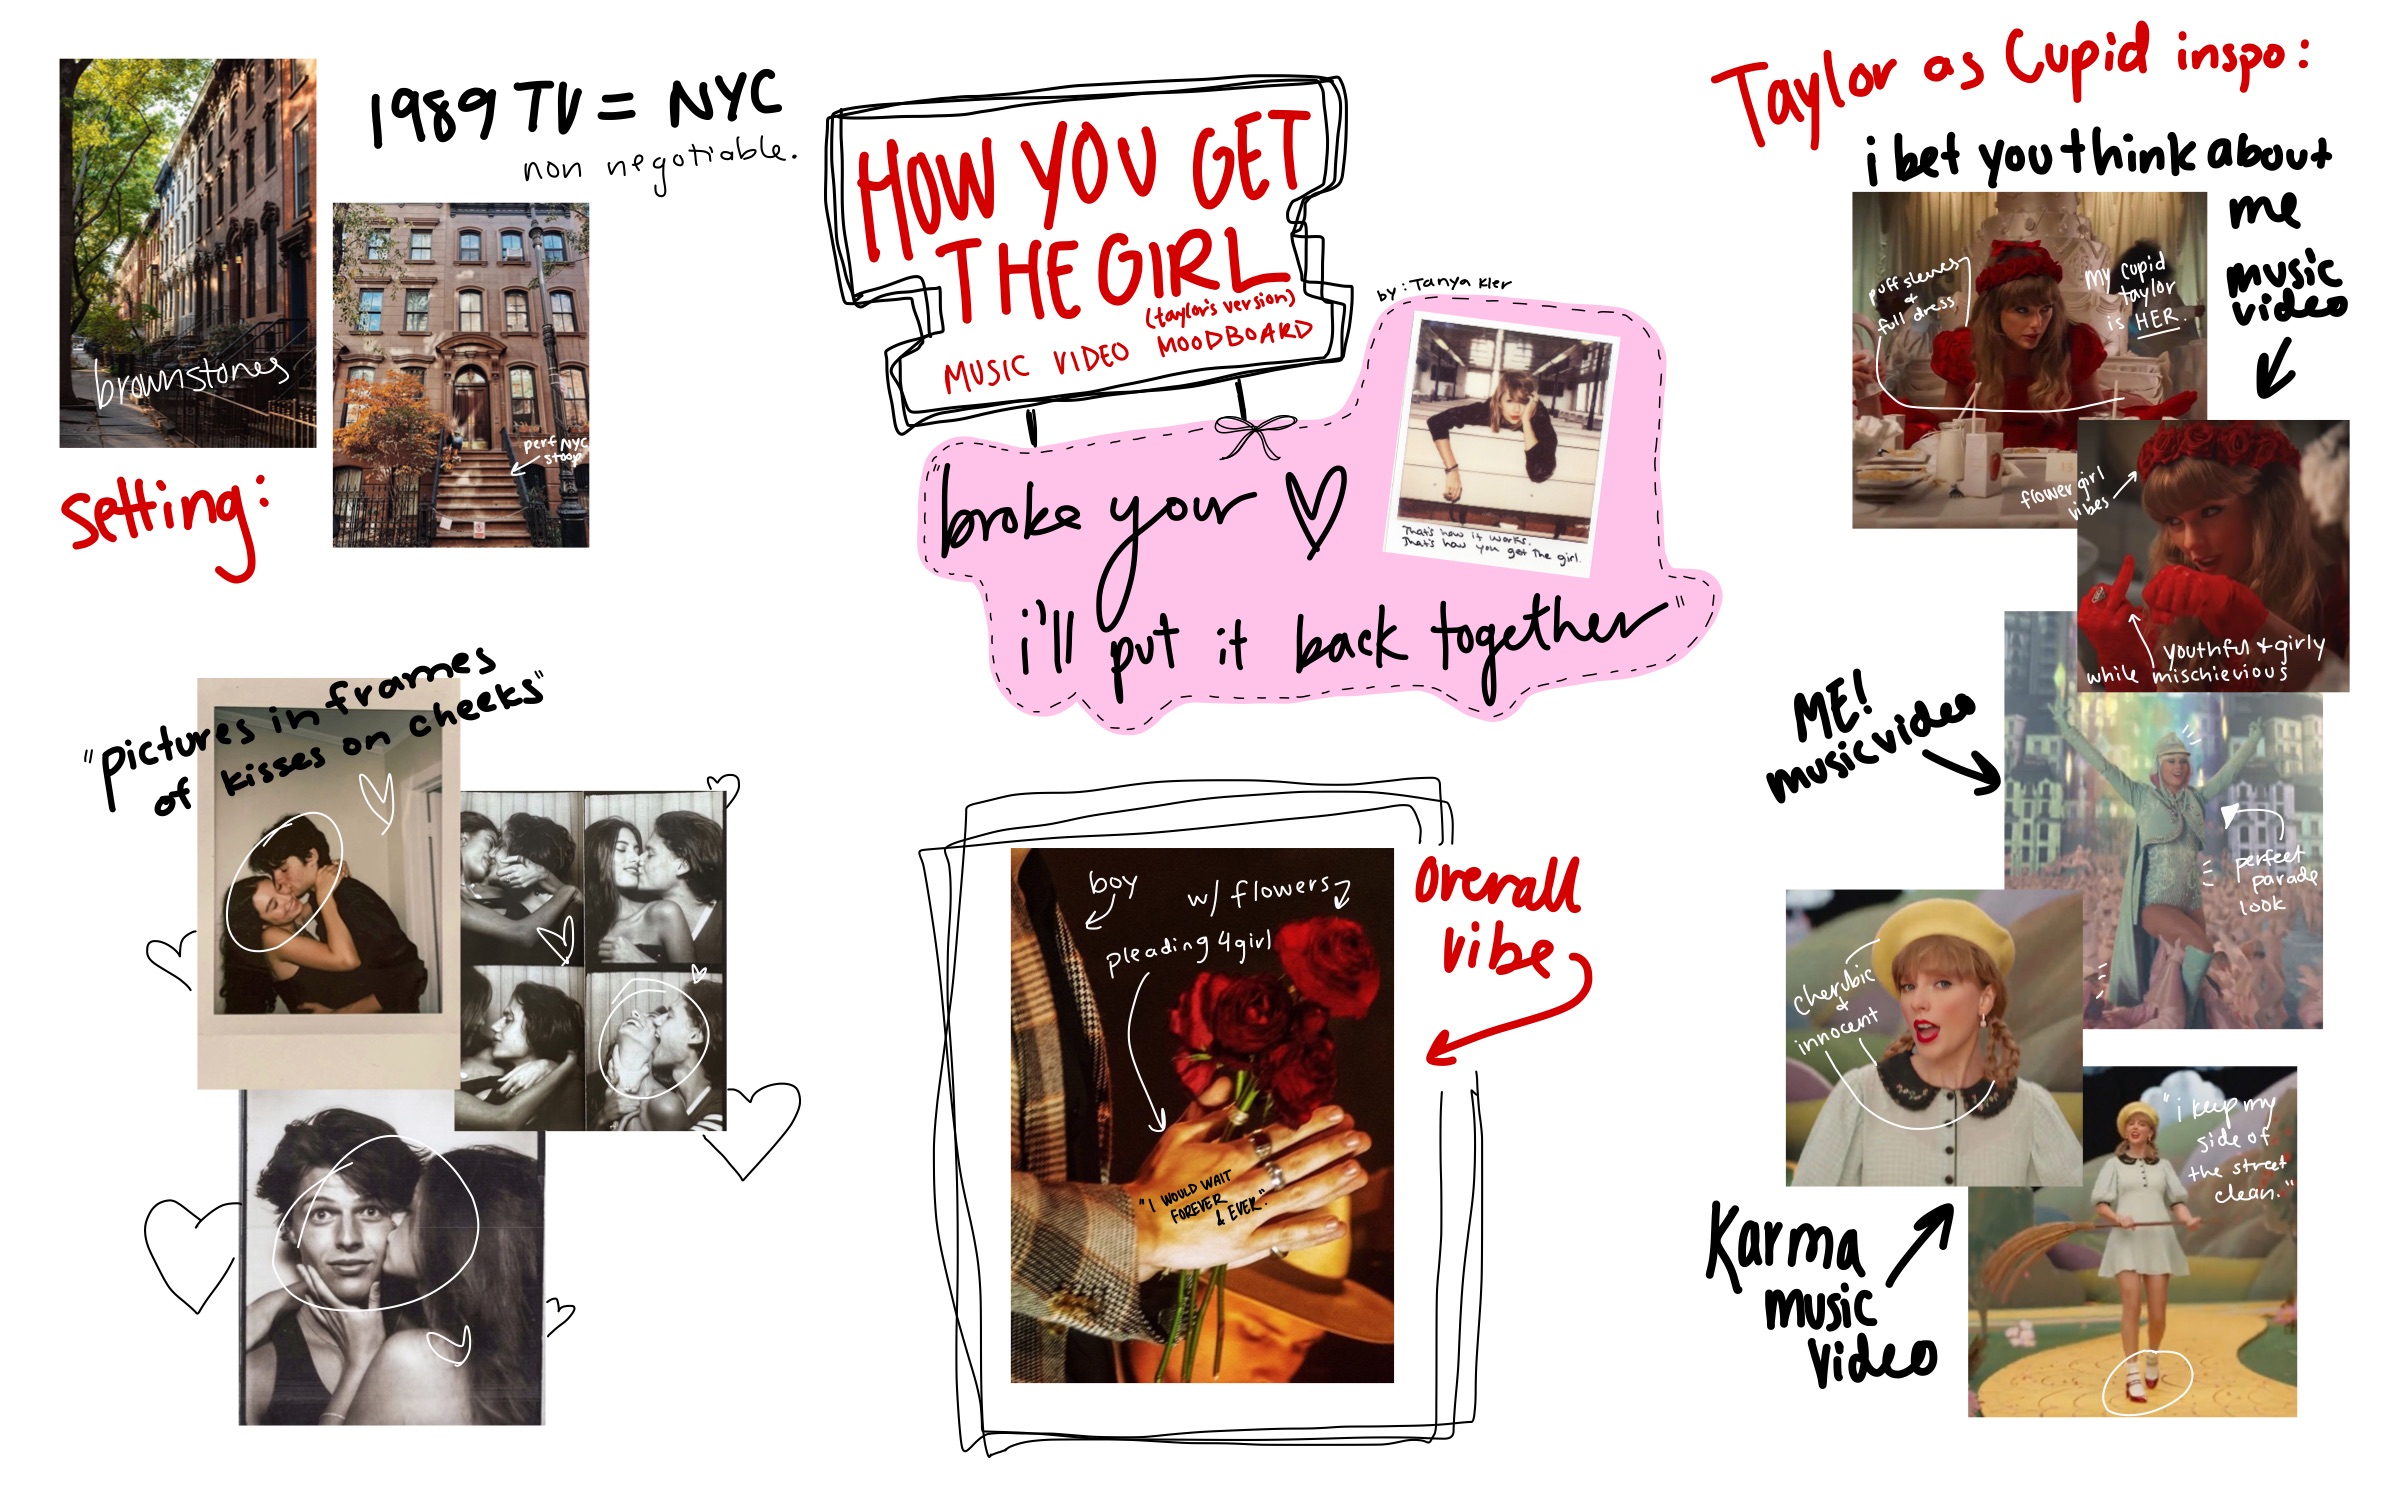 1989 TV = NYC
non negotiable.
brownstones
perf NYC
stoop
setting:
HOW YOU GET
THE GIRL
(taylor's version)
MUSIC VIDEO MOODBOARD
by: Tanya Kler
"broke your
i'll put it back together"
That's how it works.
That's how you get the girl.
Taylor as Cupid inspo:
i bet you think about
me
music
video
puff sleeves
+
full dress
my cupid
taylor
is HER.
flower girl
vibes
youthful + girly
while mischievious
ME!
music video
perfect
parade
look
cherubic
+
innocent
"i keep my
side of
the street
clean."
Karma
music
video
"pictures in frames
of kisses on cheeks"
overall
vibe
boy
w/ flowers
pleading 4 girl
"I WOULD WAIT
FOREVER
& EVER."